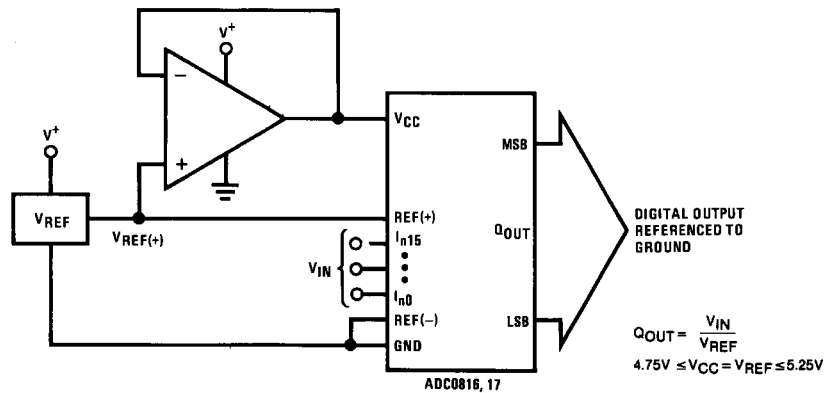 V+
−
+
V+
VREF
VREF(+)
VCC
REF(+)
In15
In0
REF(−)
GND
VIN
MSB
QOUT
LSB
ADC0816, 17
DIGITAL OUTPUT
REFERENCED TO
GROUND
QOUT = VIN / VREF
4.75V ≤ VCC = VREF ≤ 5.25V